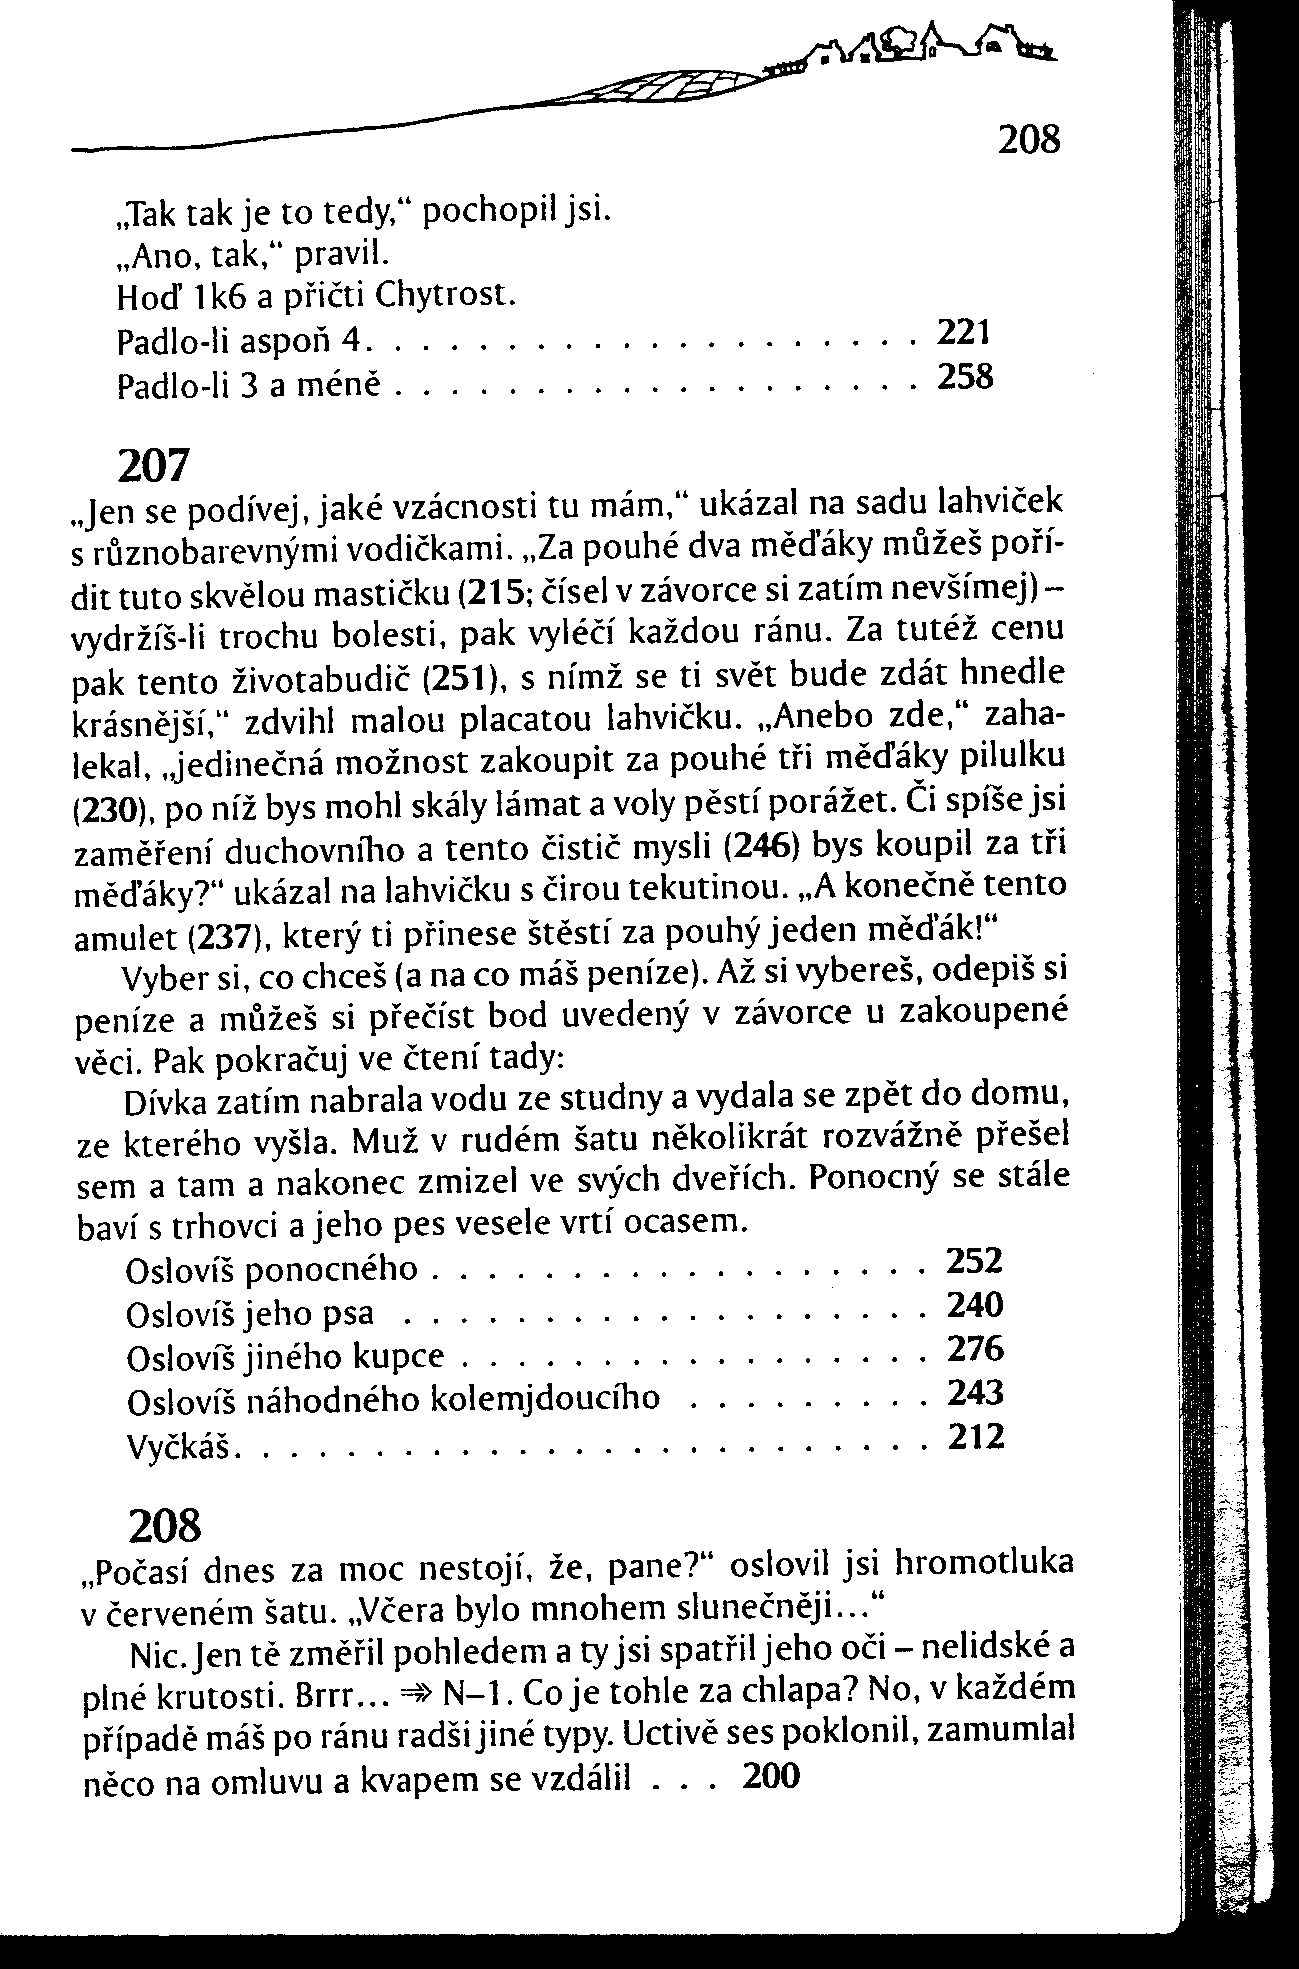 208
„Tak tak je to tedy,“ pochopil jsi.
„Ano, tak,“ pravil.
Hoď 1k6 a přičti Chytrost.
Padlo-li aspoň 4. . . . . . . . . . . . . . . . . . . . 221
Padlo-li 3 a méně . . . . . . . . . . . . . . . . . . . 258
207
„Jen se podívej, jaké vzácnosti tu mám,“ ukázal na sadu lahviček
s různobarevnými vodičkami. „Za pouhé dva měďáky můžeš poří-
dit tuto skvělou mastičku (215; čísel v závorce si zatím nevšímej) –
vydržíš-li trochu bolesti, pak vyléčí každou ránu. Za tutéž cenu
pak tento životabudič (251), s nímž se ti svět bude zdát hnedle
krásnější,“ zdvihl malou placatou lahvičku. „Anebo zde,“ zaha-
lekal, „jedinečná možnost zakoupit za pouhé tři měďáky pilulku
(230), po níž bys mohl skály lámat a voly pěstí porážet. Či spíše jsi
zaměření duchovního a tento čistič mysli (246) bys koupil za tři
měďáky?“ ukázal na lahvičku s čirou tekutinou. „A konečně tento
amulet (237), který ti přinese štěstí za pouhý jeden měďák!“
Vyber si, co chceš (a na co máš peníze). Až si vybereš, odepiš si
peníze a můžeš si přečíst bod uvedený v závorce u zakoupené
věci. Pak pokračuj ve čtení tady:
Dívka zatím nabrala vodu ze studny a vydala se zpět do domu,
ze kterého vyšla. Muž v rudém šatu několikrát rozvážně přešel
sem a tam a nakonec zmizel ve svých dveřích. Ponocný se stále
baví s trhovci a jeho pes vesele vrtí ocasem.
Oslovíš ponocného . . . . . . . . . . . . . . . . . . 252
Oslovíš jeho psa . . . . . . . . . . . . . . . . . . . 240
Oslovíš jiného kupce . . . . . . . . . . . . . . . . . 276
Oslovíš náhodného kolemjdoucího . . . . . . . . . 243
Vyčkáš. . . . . . . . . . . . . . . . . . . . . . . . . 212
208
„Počasí dnes za moc nestojí, že, pane?“ oslovil jsi hromotluka
v červeném šatu. „Včera bylo mnohem slunečněji...“
Nic. Jen tě změřil pohledem a ty jsi spatřil jeho oči – nelidské a
plné krutosti. Brrr... ⇒ N–1. Co je tohle za chlapa? No, v každém
případě máš po ránu radši jiné typy. Uctivě ses poklonil, zamumlal
něco na omluvu a kvapem se vzdálil . . . 200